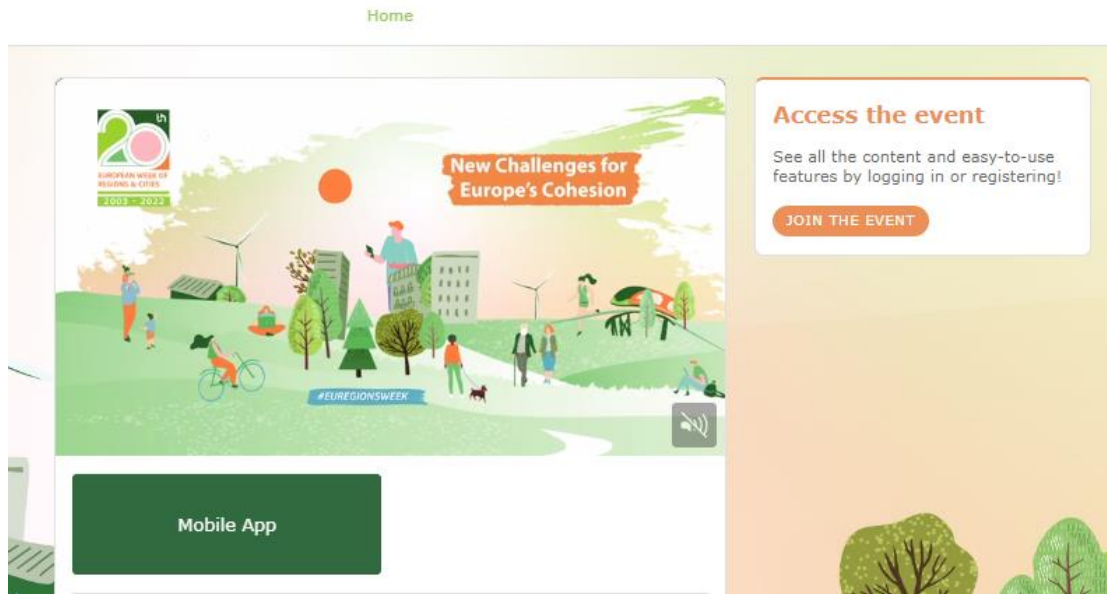 Home
20
th
EUROPEAN WEEK OF
REGIONS & CITIES
2003 - 2022
New Challenges for
Europe's Cohesion
#EUREGIONSWEEK
Mobile App
Access the event
See all the content and easy-to-use
features by logging in or registering!
JOIN THE EVENT